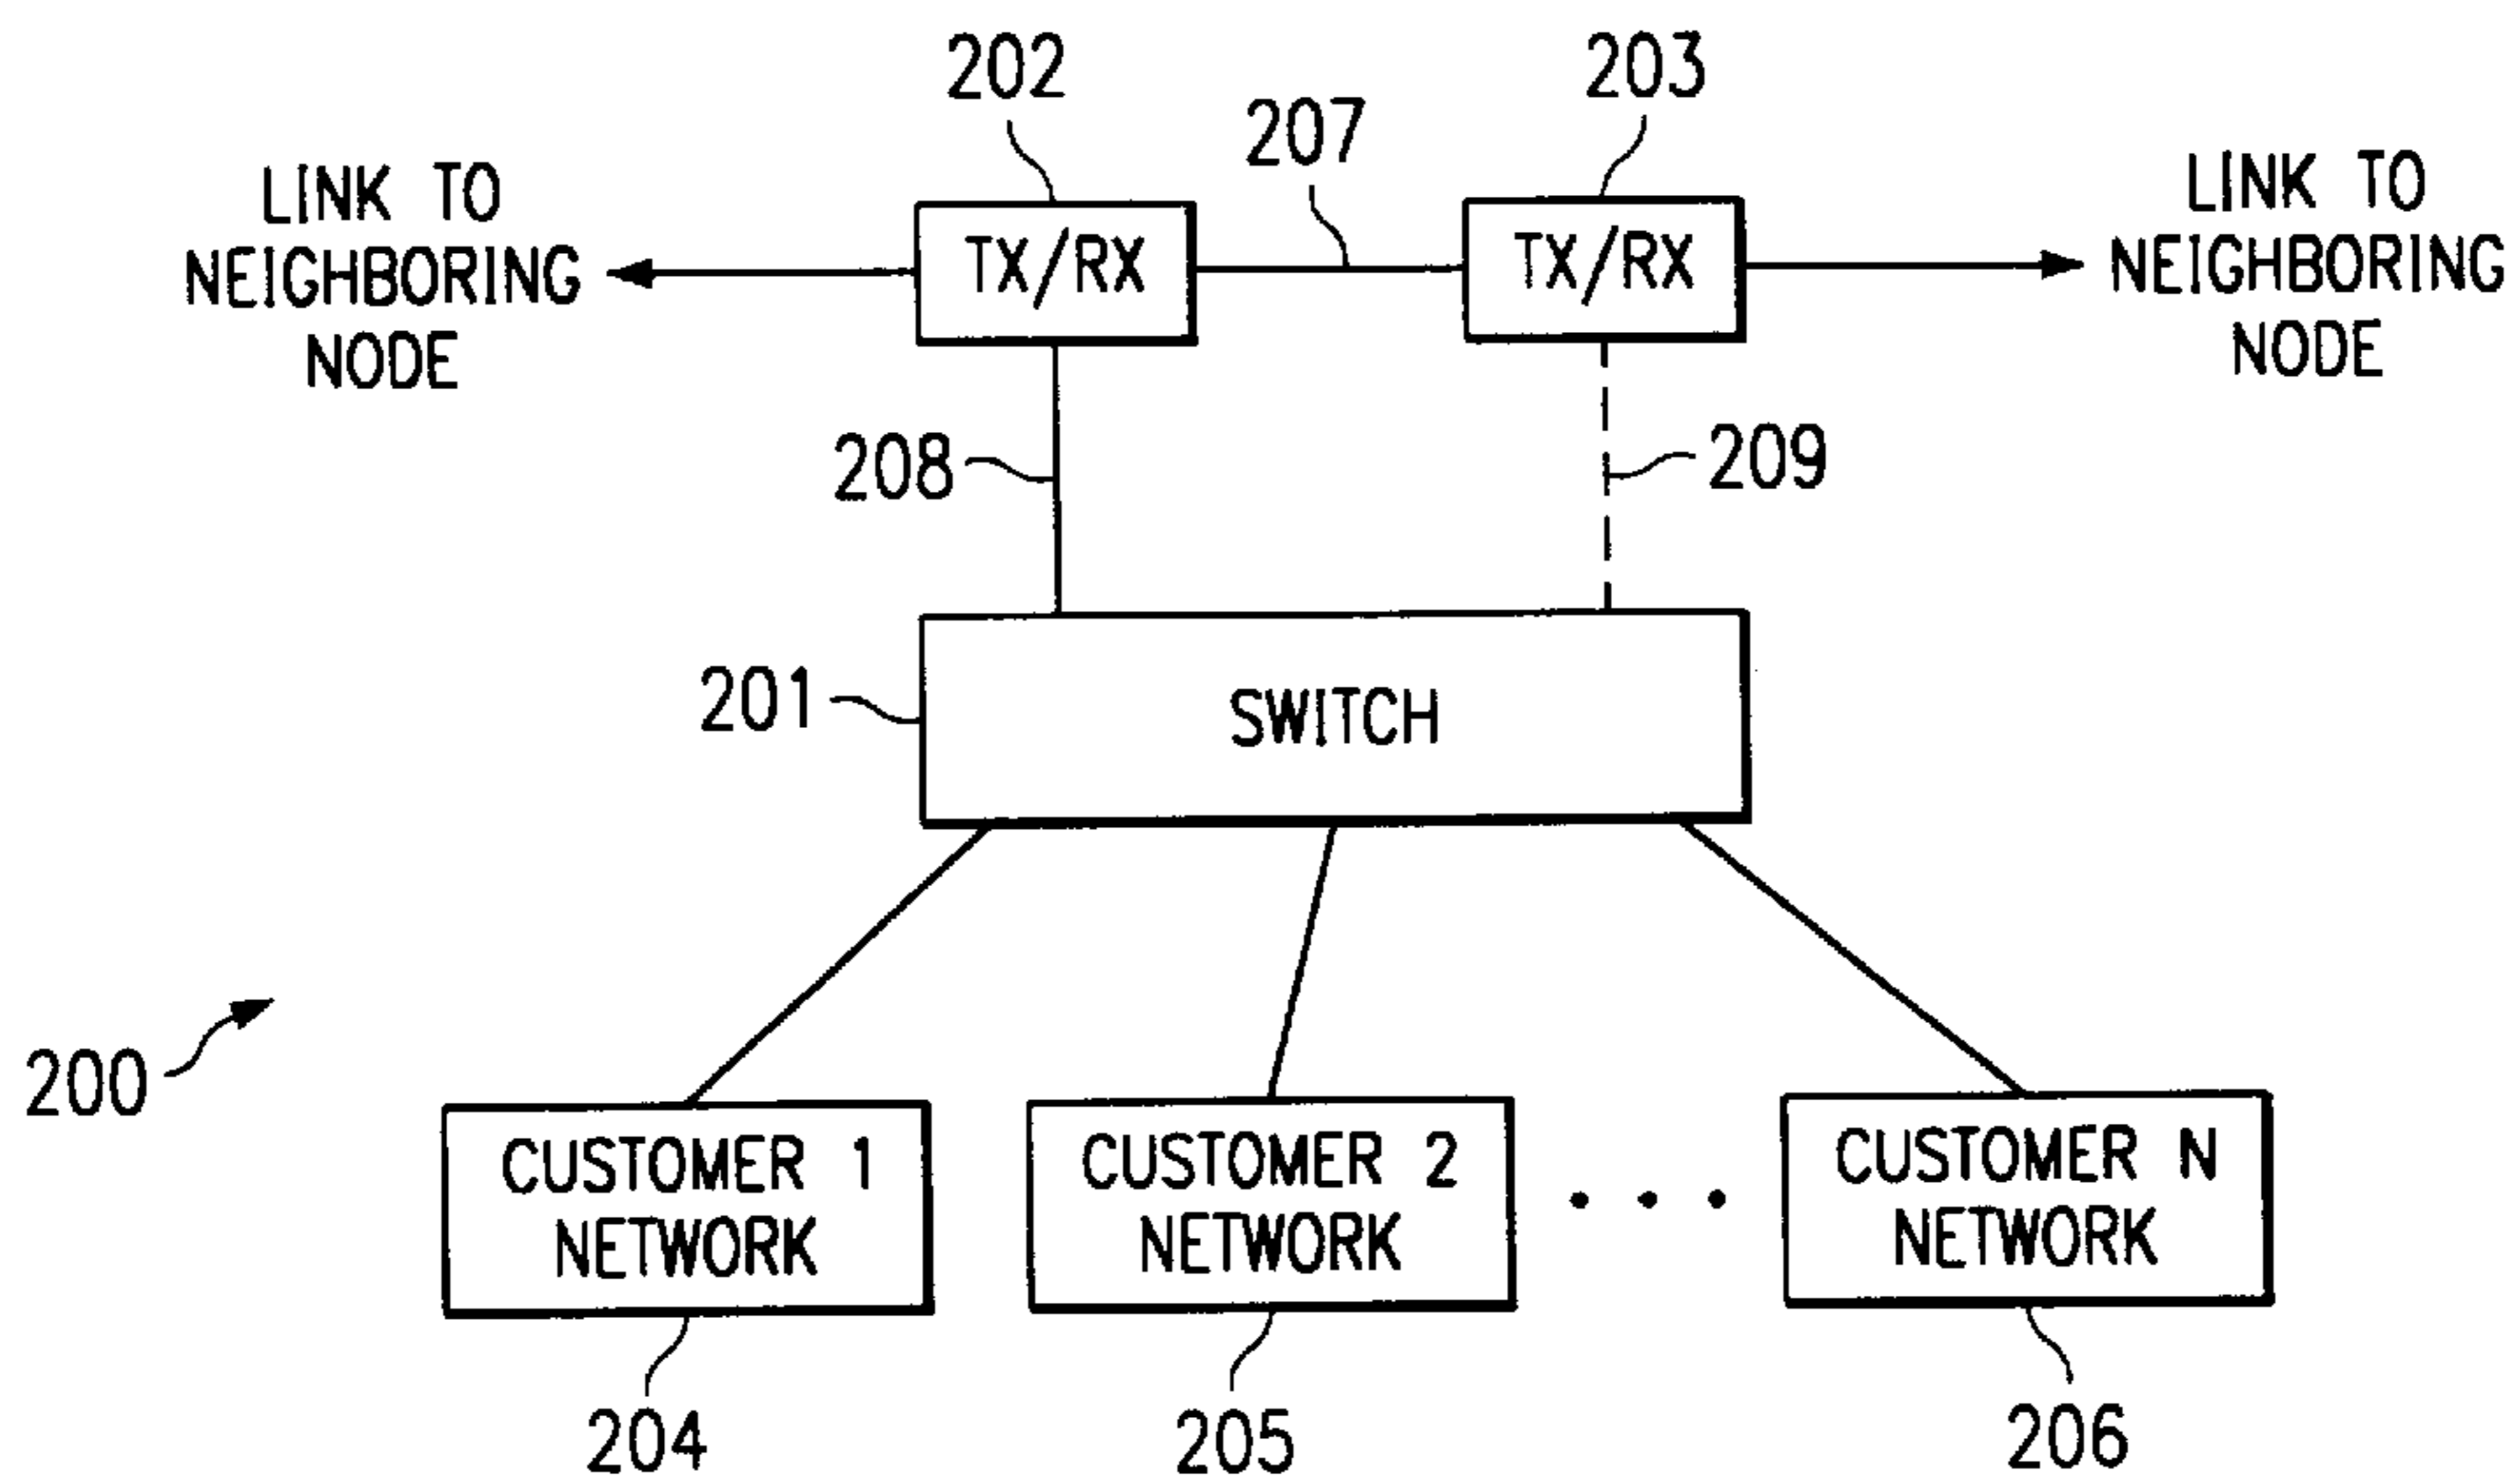 202
203
207
LINK TO
NEIGHBORING
NODE
TX/RX
TX/RX
LINK TO
NEIGHBORING
NODE
208
209
201
SWITCH
200
CUSTOMER 1
NETWORK
CUSTOMER 2
NETWORK
• • •
CUSTOMER N
NETWORK
204
205
206